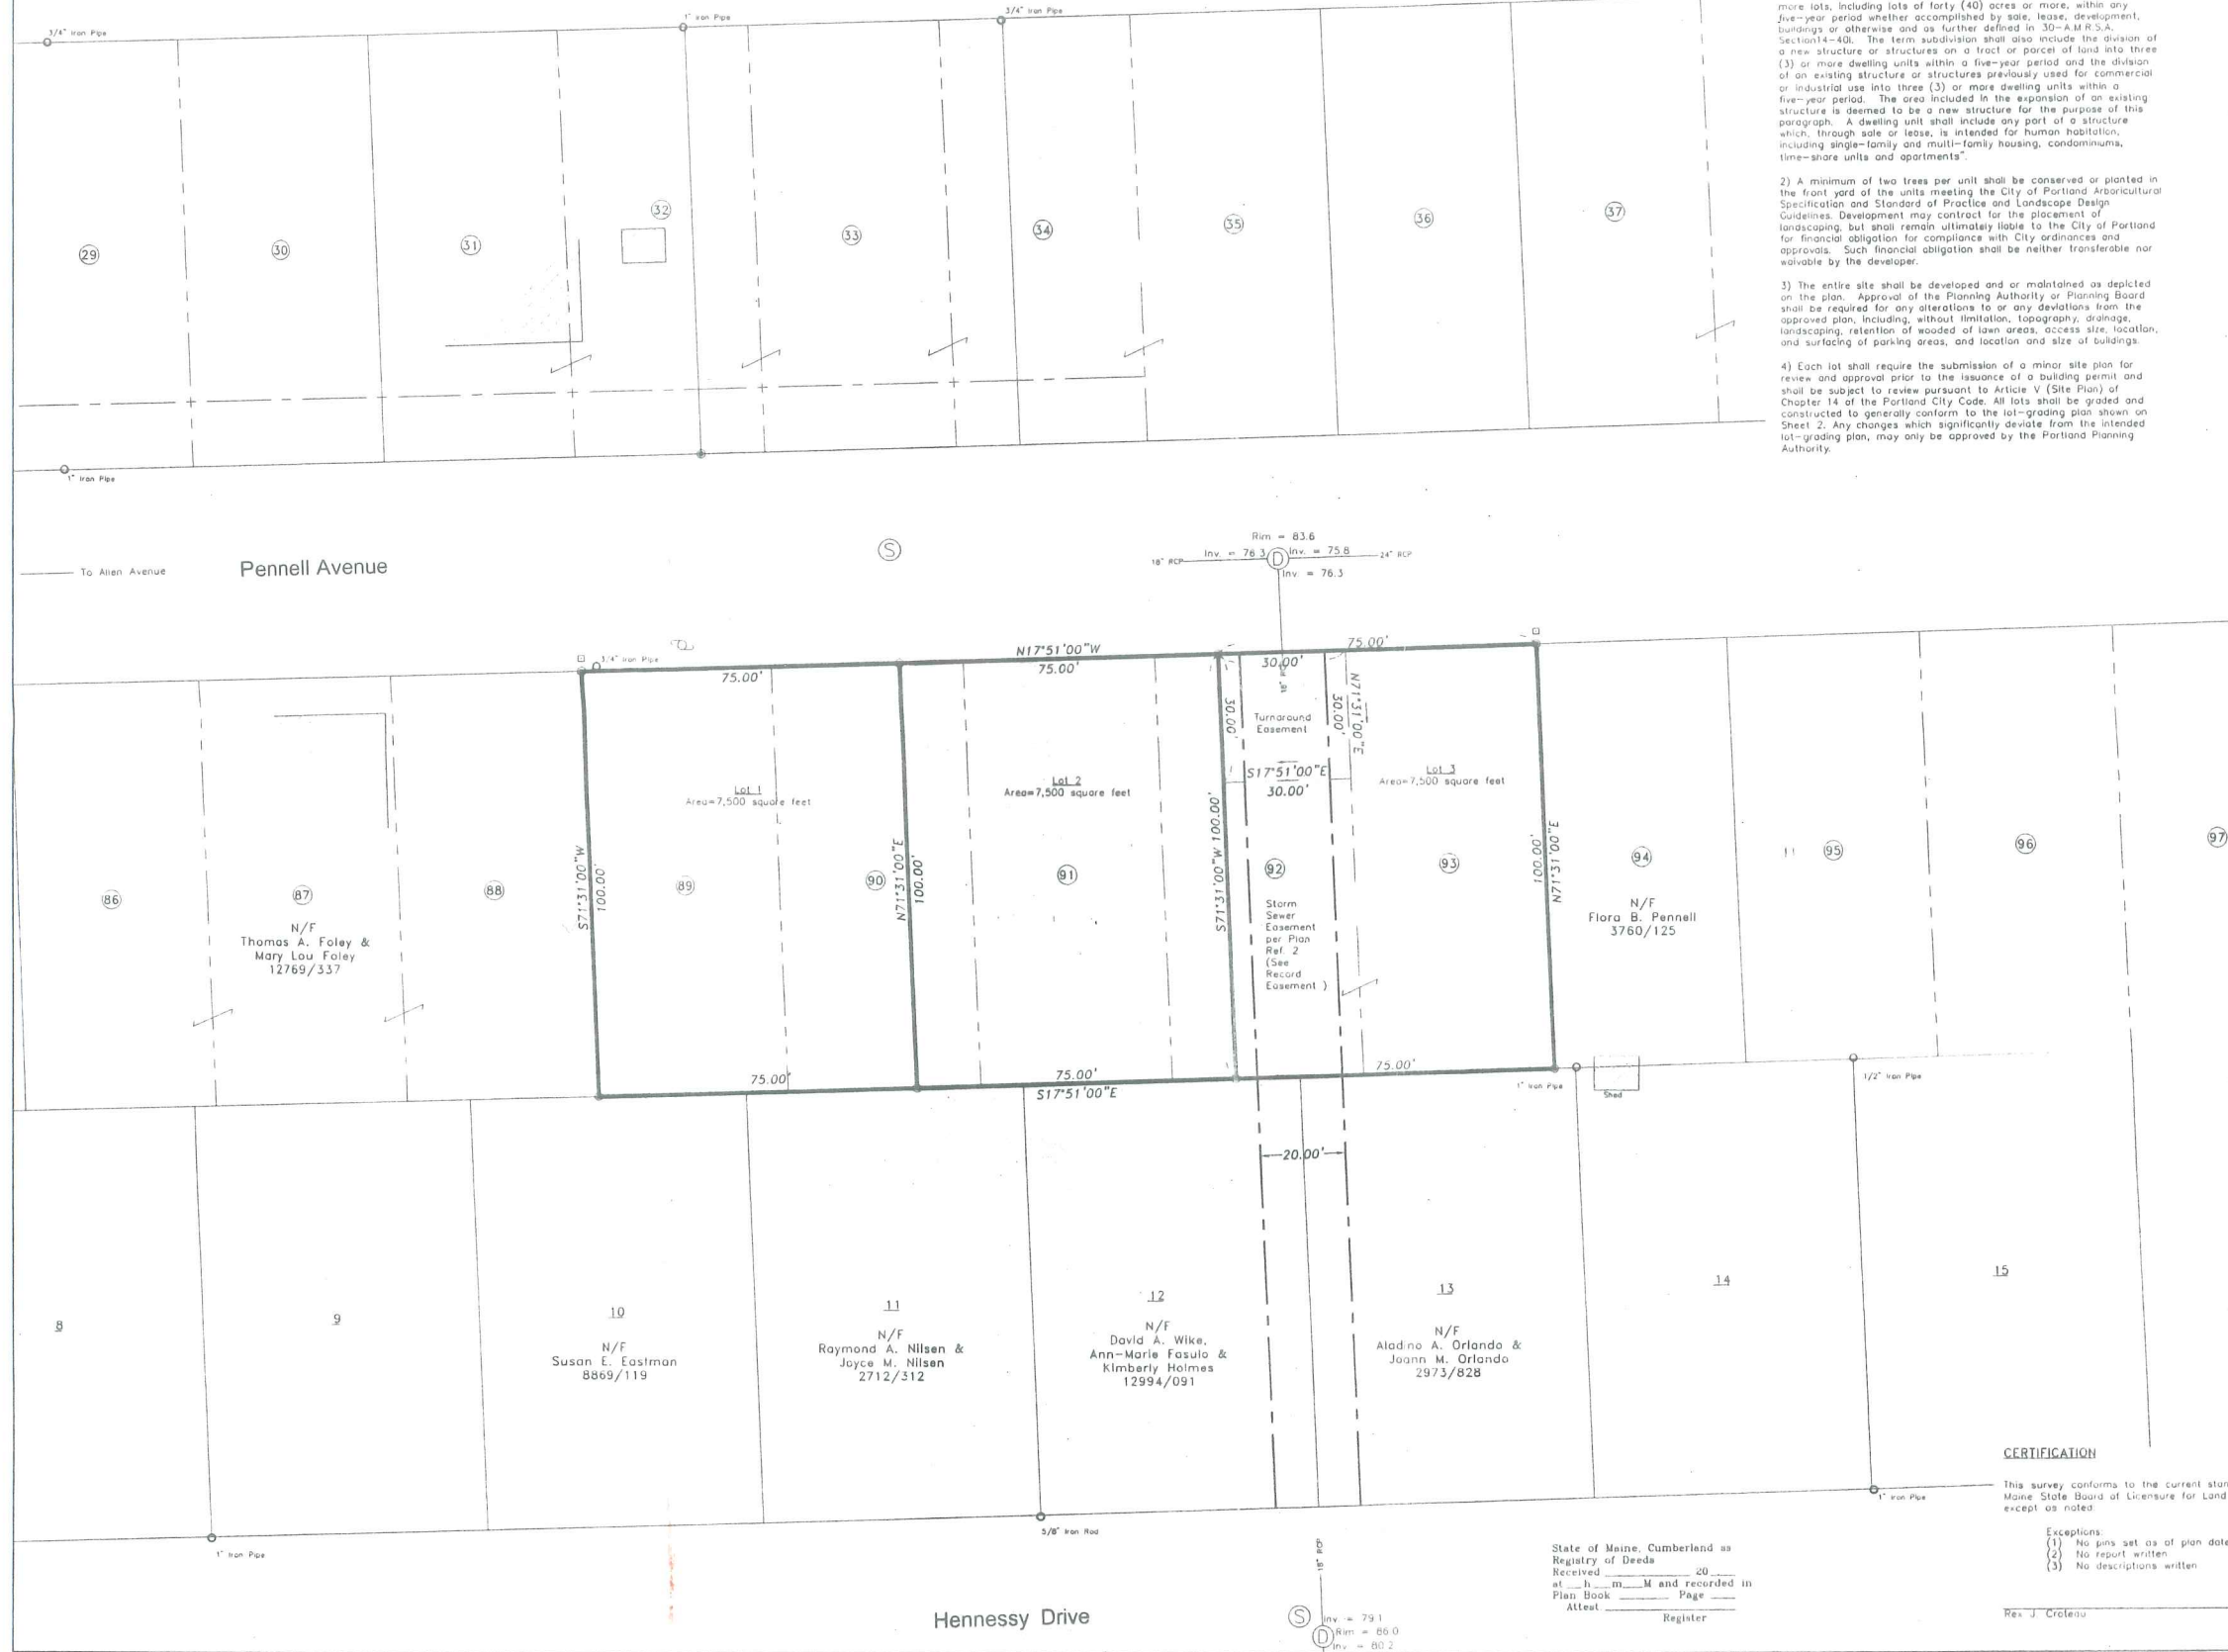 more lots, including lots of forty (40) acres or more, within any
five-year period whether accomplished by sale, lease, development,
buildings or otherwise and as further defined in 30-A.M.R.S.A.
Section14-401. The term subdivision shall also include the division of
a new structure or structures on a tract or parcel of land into three
(3) or more dwelling units within a five-year period and the division
of an existing structure or structures previously used for commercial
or industrial use into three (3) or more dwelling units within a
five-year period. The area included in the expansion of an existing
structure is deemed to be a new structure for the purpose of this
paragraph. A dwelling unit shall include any part of a structure
which, through sale or lease, is intended for human habitation,
including single-family and multi-family housing, condominiums,
time-share units and apartments".
2) A minimum of two trees per unit shall be conserved or planted in
the front yard of the units meeting the City of Portland Arboricultural
Specification and Standard of Practice and Landscape Design
Guidelines. Development may contract for the placement of
landscaping, but shall remain ultimately liable to the City of Portland
for financial obligation for compliance with City ordinances and
approvals. Such financial obligation shall be neither transferable nor
waivable by the developer.
3) The entire site shall be developed and or maintained as depicted
on the plan. Approval of the Planning Authority or Planning Board
shall be required for any alterations to or any deviations from the
approved plan, including, without limitation, topography, drainage,
landscaping, retention of wooded of lawn areas, access size, location,
and surfacing of parking areas, and location and size of buildings.
4) Each lot shall require the submission of a minor site plan for
review and approval prior to the issuance of a building permit and
shall be subject to review pursuant to Article V (Site Plan) of
Chapter 14 of the Portland City Code. All lots shall be graded and
constructed to generally conform to the lot-grading plan shown on
Sheet 2. Any changes which significantly deviate from the intended
lot-grading plan, may only be approved by the Portland Planning
Authority.
3/4" Iron Pipe
1" Iron Pipe
3/4" Iron Pipe
29
30
31
32
33
34
35
36
37
1" Iron Pipe
To Allen Avenue
Pennell Avenue
S
Rim = 83.6
18" RCP
Inv. = 76.3
D
Inv. = 75.8
24" RCP
Inv. = 76.3
3/4" Iron Pipe
N17°51'00"W
75.00'
75.00'
75.00'
30.00'
18" RCP
30.00'
30.00'
N71°31'00"E
Turnaround
Easement
S17°51'00"E
30.00'
Lot 1
Area=7,500 square feet
Lot 2
Area=7,500 square feet
Lot 3
Area=7,500 square feet
S71°31'00"W
100.00'
N71°31'00"E
100.00'
S71°31'00"W 100.00'
100.00'
N71°31'00"E
86
87
N/F
Thomas A. Foley &
Mary Lou Foley
12769/337
88
89
90
91
92
Storm
Sewer
Easement
per Plan
Ref. 2
(See
Record
Easement )
93
94
N/F
Flora B. Pennell
3760/125
95
96
97
75.00'
75.00'
75.00'
S17°51'00"E
1" Iron Pipe
Shed
1/2" Iron Pipe
20.00'
8
9
10
N/F
Susan E. Eastman
8869/119
11
N/F
Raymond A. Nilsen &
Joyce M. Nilsen
2712/312
12
N/F
David A. Wike,
Ann-Marie Fasulo &
Kimberly Holmes
12994/091
13
N/F
Aladino A. Orlando &
Joann M. Orlando
2973/828
14
15
1" Iron Pipe
5/8" Iron Rod
1" Iron Pipe
18" RCP
Hennessy Drive
S
Inv. = 79.1
D
Rim = 86.0
Inv. = 80.2
State of Maine, Cumberland ss
Registry of Deeds
Received ________ 20 ___
at __h__m___M and recorded in
Plan Book ______ Page ___
Attest ____________
Register
CERTIFICATION
This survey conforms to the current
Maine State Board of Licensure for Land
except as noted:
Exceptions:
(1) No pins set as of plan date
(2) No report written
(3) No descriptions written
Rex J. Croteau